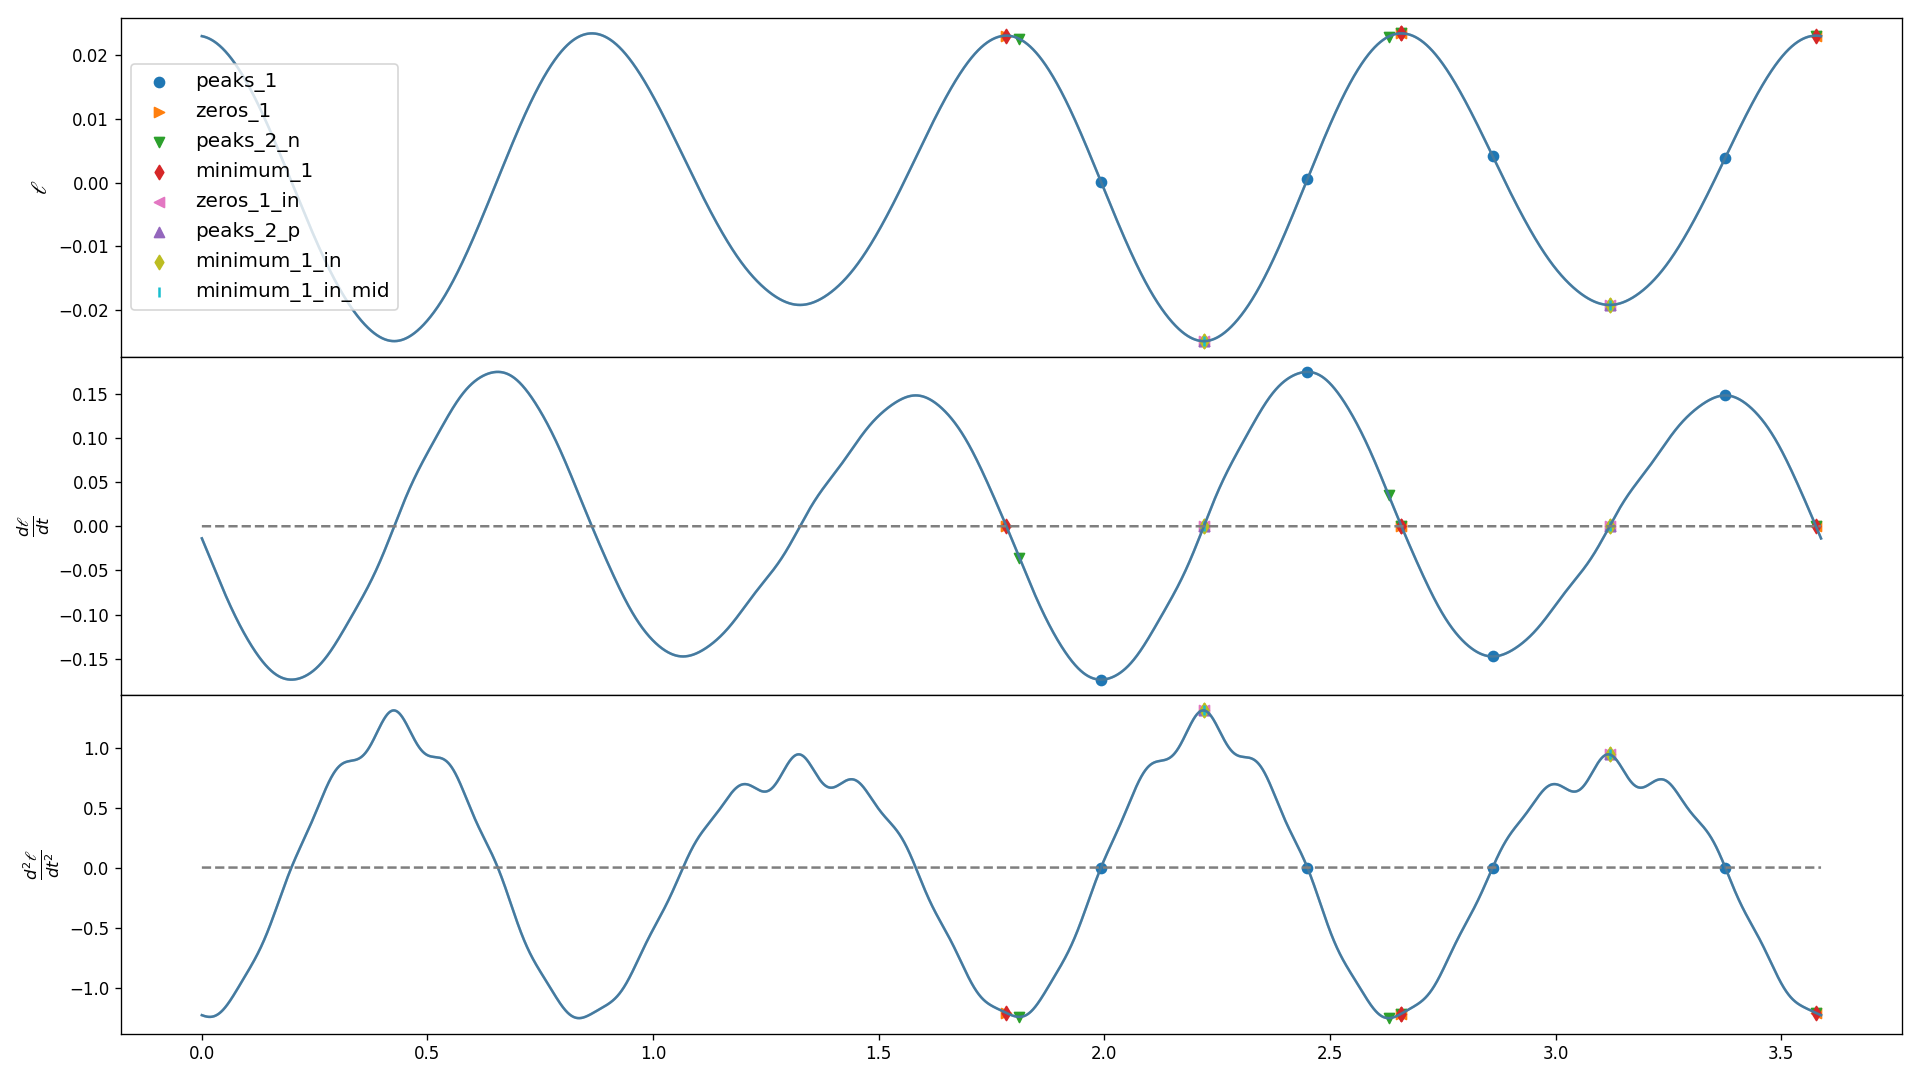 0.02
0.01
0.00
−0.01
−0.02
ℓ
peaks_1
zeros_1
peaks_2_n
minimum_1
zeros_1_in
peaks_2_p
minimum_1_in
minimum_1_in_mid
0.15
0.10
0.05
0.00
−0.05
−0.10
−0.15
dℓ
dt
1.0
0.5
0.0
−0.5
−1.0
d²ℓ
dt²
0.0 0.5 1.0 1.5 2.0 2.5 3.0 3.5